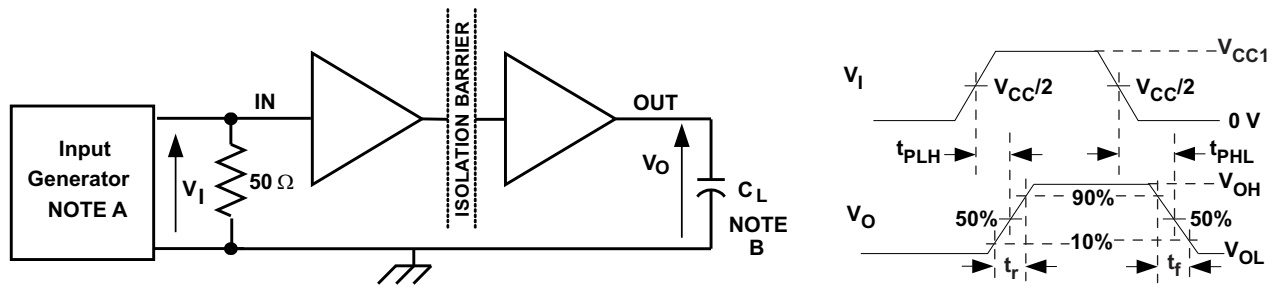 Input
Generator
NOTE A
V_I
50 Ω
IN
ISOLATION BARRIER
OUT
V_O
C_L
NOTE
B
V_I
V_CC/2
V_CC/2
V_CC1
0 V
t_PLH
t_PHL
V_O
50%
90%
10%
50%
V_OH
V_OL
t_r
t_f